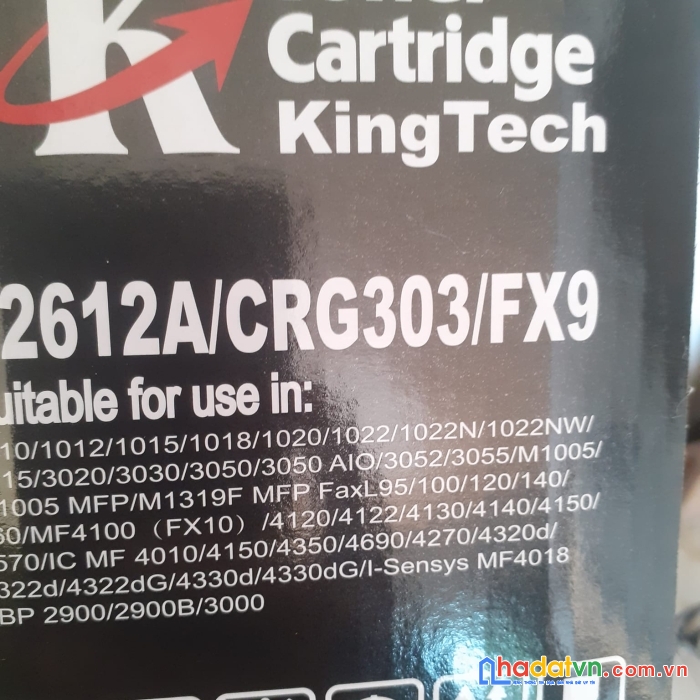 K
Cartridge
KingTech
2612A/CRG303/FX9
uitable for use in:
10/1012/1015/1018/1020/1022/1022N/1022NW/
15/3020/3030/3050/3050 AIO/3052/3055/M1005/
1005 MFP/M1319F MFP FaxL95/100/120/140/
60/MF4100 (FX10) /4120/4122/4130/4140/4150/
570/IC MF 4010/4150/4350/4690/4270/4320d/
322d/4322dG/4330d/4330dG/I-Sensys MF4018
BP 2900/2900B/3000
nhadatvn.com.vn